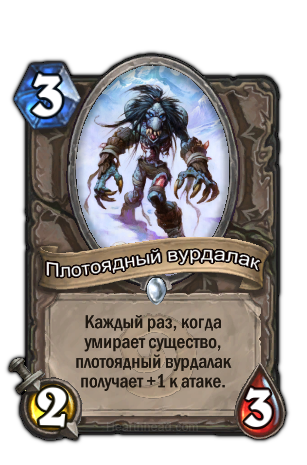 3
Плотоядный вурдалак
Каждый раз, когда
умирает существо,
плотоядный вурдалак
получает +1 к атаке.
2
3